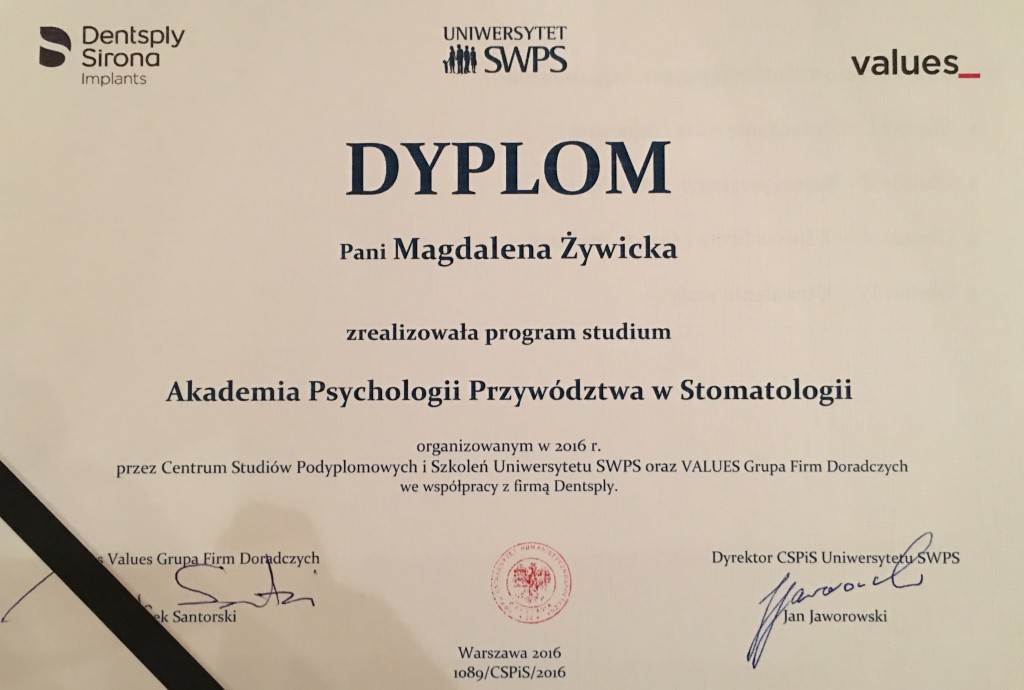 Dentsply
Sirona
Implants
UNIWERSYTET
SWPS
values_
DYPLOM
Pani Magdalena Żywicka
zrealizowała program studium
Akademia Psychologii Przywództwa w Stomatologii
organizowanym w 2016 r.
przez Centrum Studiów Podyplomowych i Szkoleń Uniwersytetu SWPS oraz VALUES Grupa Firm Doradczych
we współpracy z firmą Dentsply.
s Values Grupa Firm Doradczych
ek Santorski
Dyrektor CSPiS Uniwersytetu SWPS
Jan Jaworowski
Warszawa 2016
1089/CSPiS/2016